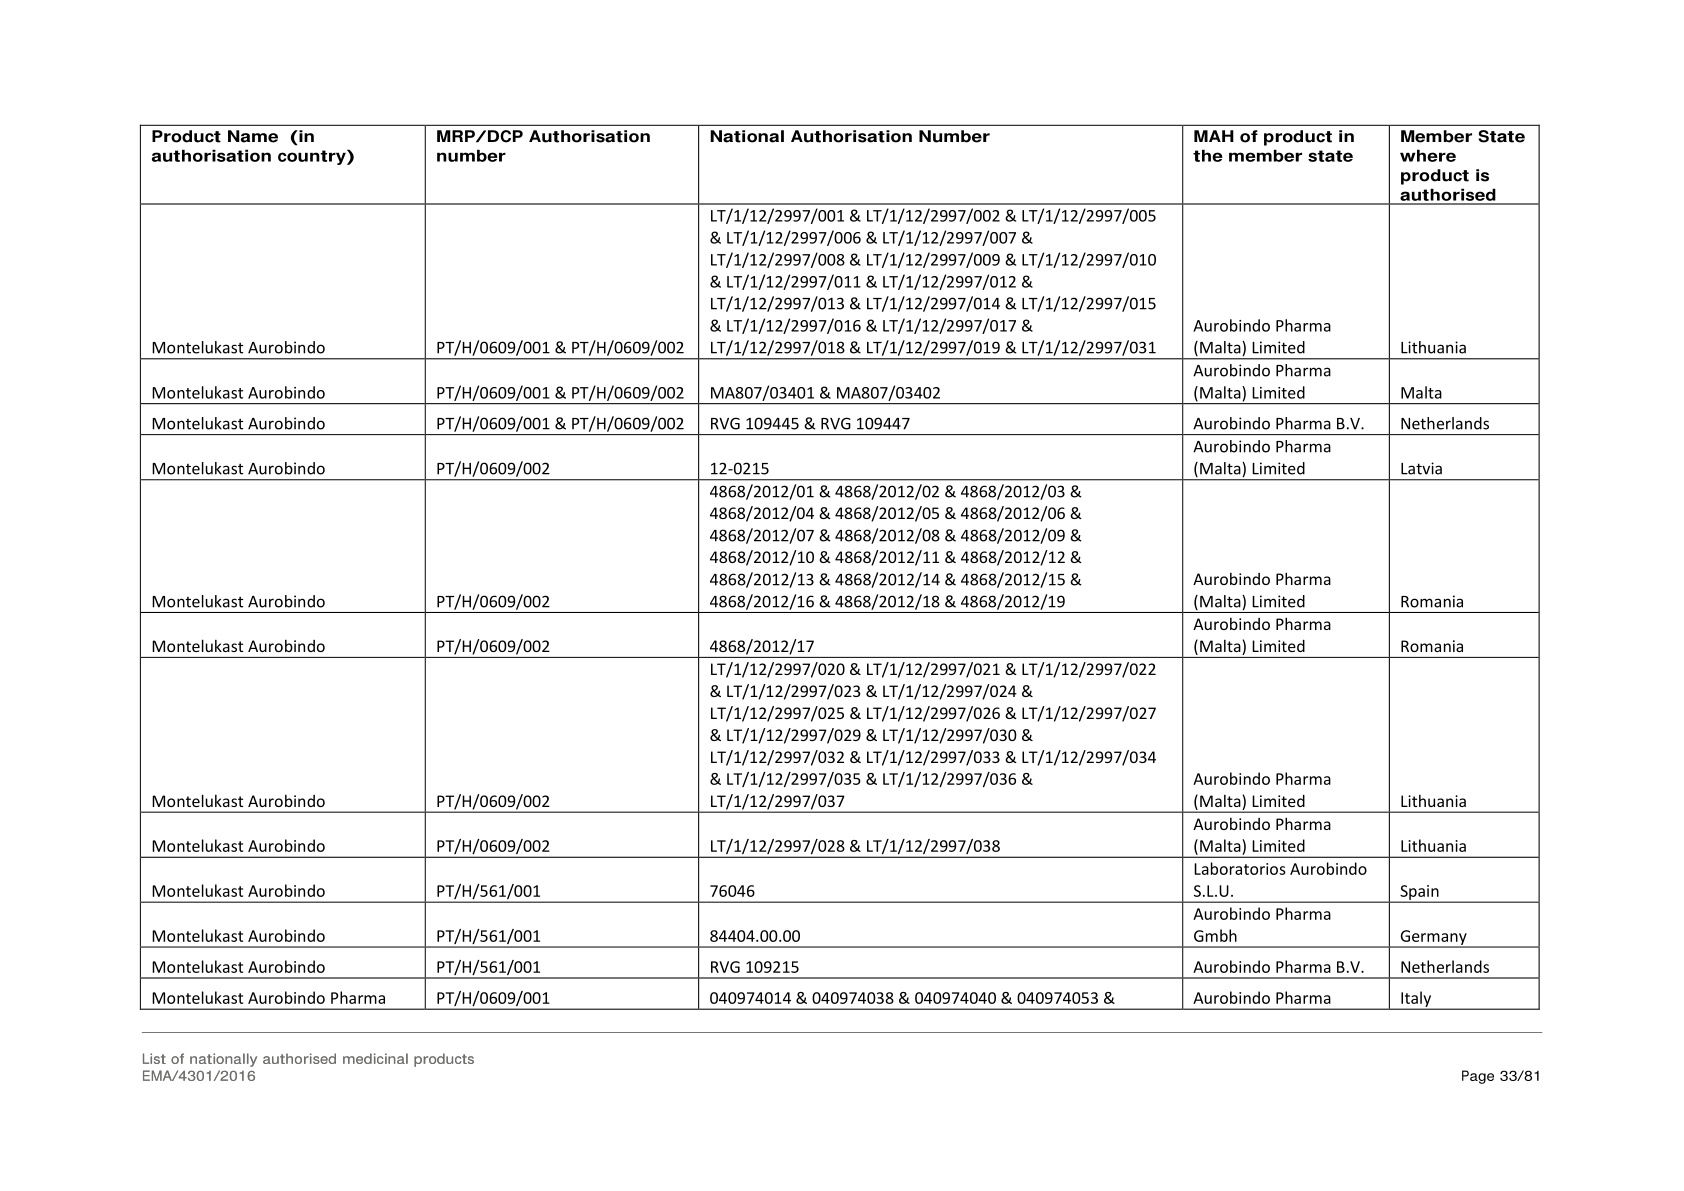 Product Name  (in authorisation country)
MRP/DCP Authorisation number
National Authorisation Number
MAH of product in the member state
Member State where product is authorised
Montelukast Aurobindo
PT/H/0609/001 & PT/H/0609/002
LT/1/12/2997/001 & LT/1/12/2997/002 & LT/1/12/2997/005
& LT/1/12/2997/006 & LT/1/12/2997/007 &
LT/1/12/2997/008 & LT/1/12/2997/009 & LT/1/12/2997/010
& LT/1/12/2997/011 & LT/1/12/2997/012 &
LT/1/12/2997/013 & LT/1/12/2997/014 & LT/1/12/2997/015
& LT/1/12/2997/016 & LT/1/12/2997/017 &
LT/1/12/2997/018 & LT/1/12/2997/019 & LT/1/12/2997/031
Aurobindo Pharma
(Malta) Limited
Lithuania
Montelukast Aurobindo
PT/H/0609/001 & PT/H/0609/002
MA807/03401 & MA807/03402
Aurobindo Pharma
(Malta) Limited
Malta
Montelukast Aurobindo
PT/H/0609/001 & PT/H/0609/002
RVG 109445 & RVG 109447
Aurobindo Pharma B.V.
Netherlands
Montelukast Aurobindo
PT/H/0609/002
12-0215
Aurobindo Pharma
(Malta) Limited
Latvia
Montelukast Aurobindo
PT/H/0609/002
4868/2012/01 & 4868/2012/02 & 4868/2012/03 &
4868/2012/04 & 4868/2012/05 & 4868/2012/06 &
4868/2012/07 & 4868/2012/08 & 4868/2012/09 &
4868/2012/10 & 4868/2012/11 & 4868/2012/12 &
4868/2012/13 & 4868/2012/14 & 4868/2012/15 &
4868/2012/16 & 4868/2012/18 & 4868/2012/19
Aurobindo Pharma
(Malta) Limited
Romania
Montelukast Aurobindo
PT/H/0609/002
4868/2012/17
Aurobindo Pharma
(Malta) Limited
Romania
Montelukast Aurobindo
PT/H/0609/002
LT/1/12/2997/020 & LT/1/12/2997/021 & LT/1/12/2997/022
& LT/1/12/2997/023 & LT/1/12/2997/024 &
LT/1/12/2997/025 & LT/1/12/2997/026 & LT/1/12/2997/027
& LT/1/12/2997/029 & LT/1/12/2997/030 &
LT/1/12/2997/032 & LT/1/12/2997/033 & LT/1/12/2997/034
& LT/1/12/2997/035 & LT/1/12/2997/036 &
LT/1/12/2997/037
Aurobindo Pharma
(Malta) Limited
Lithuania
Montelukast Aurobindo
PT/H/0609/002
LT/1/12/2997/028 & LT/1/12/2997/038
Aurobindo Pharma
(Malta) Limited
Lithuania
Montelukast Aurobindo
PT/H/561/001
76046
Laboratorios Aurobindo
S.L.U.
Spain
Montelukast Aurobindo
PT/H/561/001
84404.00.00
Aurobindo Pharma
Gmbh
Germany
Montelukast Aurobindo
PT/H/561/001
RVG 109215
Aurobindo Pharma B.V.
Netherlands
Montelukast Aurobindo Pharma
PT/H/0609/001
040974014 & 040974038 & 040974040 & 040974053 &
Aurobindo Pharma
Italy
List of nationally authorised medicinal products
EMA/4301/2016
Page 33/81